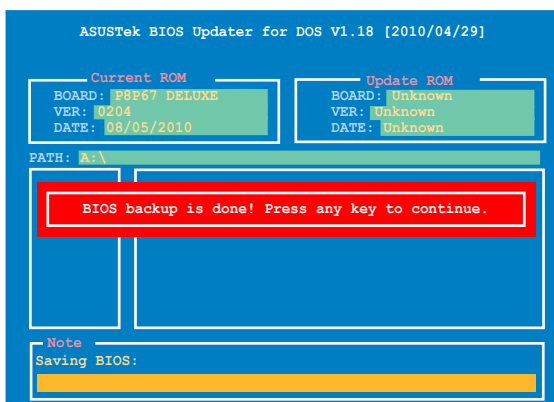 ASUSTek BIOS Updater for DOS V1.18 [2010/04/29]
Current ROM
BOARD: P8P67 DELUXE
VER: 0204
DATE: 08/05/2010
Update ROM
BOARD: Unknown
VER: Unknown
DATE: Unknown
PATH: A:\
BIOS backup is done! Press any key to continue.
Note
Saving BIOS: